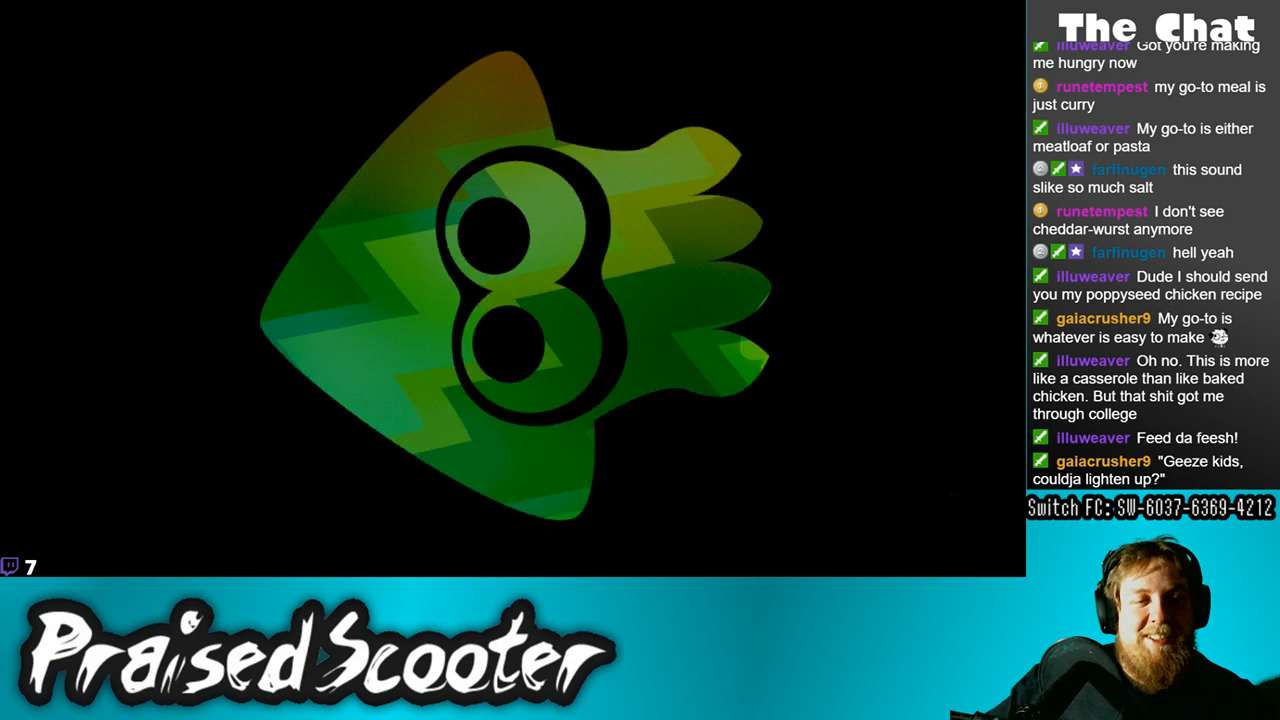 The Chat
illuweaver Got you're making
me hungry now
runetempest my go-to meal is
just curry
illuweaver My go-to is either
meatloaf or pasta
farfinugen this sound
slike so much salt
runetempest I don't see
cheddar-wurst anymore
farfinugen hell yeah
illuweaver Dude I should send
you my poppyseed chicken recipe
gaiacrusher9 My go-to is
whatever is easy to make
illuweaver Oh no. This is more
like a casserole than like baked
chicken. But that shit got me
through college
illuweaver Feed da feesh!
gaiacrusher9 "Geeze kids,
couldja lighten up?"
Switch FC: SW-6037-6369-4212
7
PraisedScooter